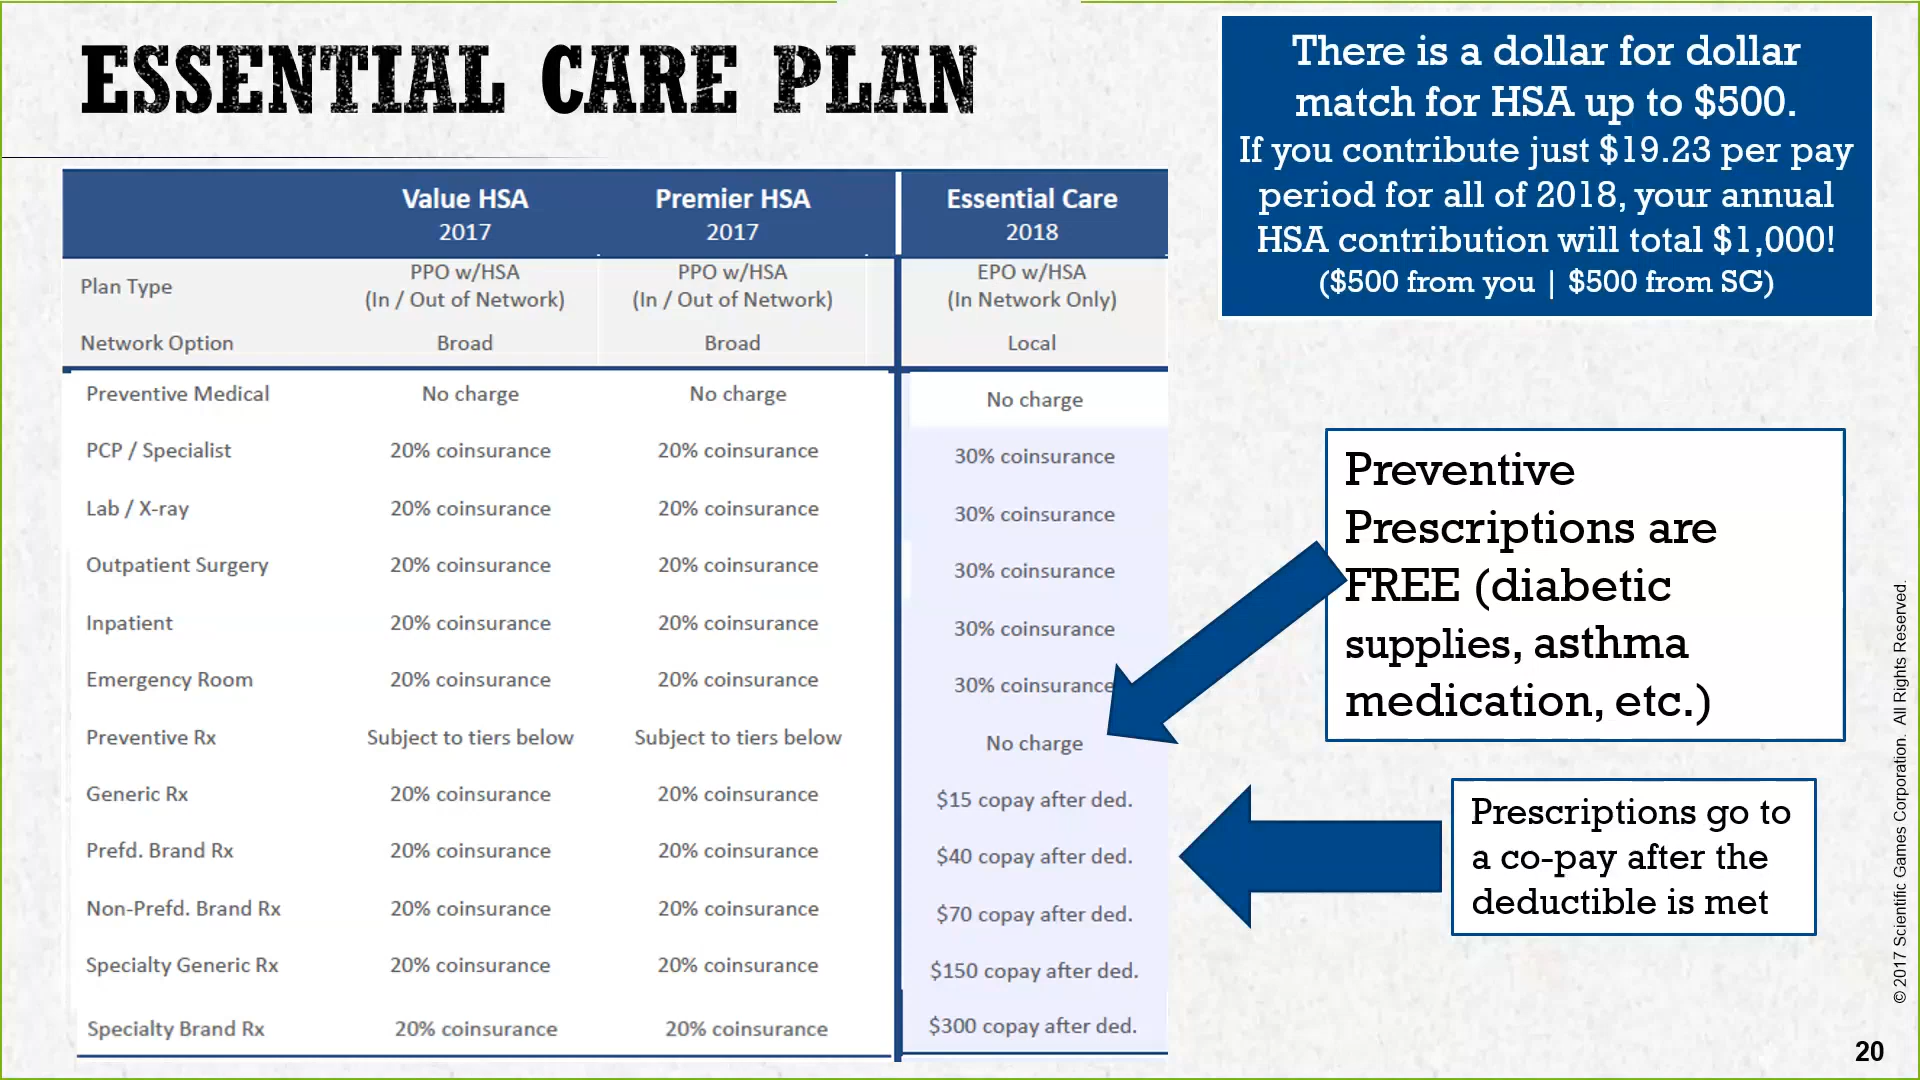 ESSENTIAL CARE PLAN
There is a dollar for dollar
match for HSA up to $500.
If you contribute just $19.23 per pay
period for all of 2018, your annual
HSA contribution will total $1,000!
($500 from you | $500 from SG)
Value HSA Premier HSA Essential Care
2017 2017 2018
Plan Type PPO w/HSA PPO w/HSA EPO w/HSA
(In / Out of Network) (In / Out of Network) (In Network Only)
Network Option Broad Broad Local
Preventive Medical No charge No charge No charge
PCP / Specialist 20% coinsurance 20% coinsurance 30% coinsurance
Lab / X-ray 20% coinsurance 20% coinsurance 30% coinsurance
Outpatient Surgery 20% coinsurance 20% coinsurance 30% coinsurance
Inpatient 20% coinsurance 20% coinsurance 30% coinsurance
Emergency Room 20% coinsurance 20% coinsurance 30% coinsurance
Preventive Rx Subject to tiers below Subject to tiers below No charge
Generic Rx 20% coinsurance 20% coinsurance $15 copay after ded.
Prefd. Brand Rx 20% coinsurance 20% coinsurance $40 copay after ded.
Non-Prefd. Brand Rx 20% coinsurance 20% coinsurance $70 copay after ded.
Specialty Generic Rx 20% coinsurance 20% coinsurance $150 copay after ded.
Specialty Brand Rx 20% coinsurance 20% coinsurance $300 copay after ded.
Preventive
Prescriptions are
FREE (diabetic
supplies, asthma
medication, etc.)
Prescriptions go to
a co-pay after the
deductible is met
© 2017 Scientific Games Corporation. All Rights Reserved.
20